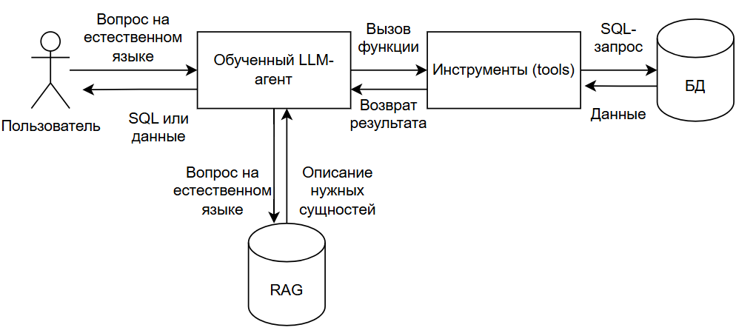 Вопрос на
естественном
языке
Пользователь
SQL или
данные
Обученный LLM-
агент
Вызов
функции
Возврат
результата
Инструменты (tools)
SQL-
запрос
Данные
БД
Вопрос на
естественном
языке
Описание
нужных
сущностей
RAG